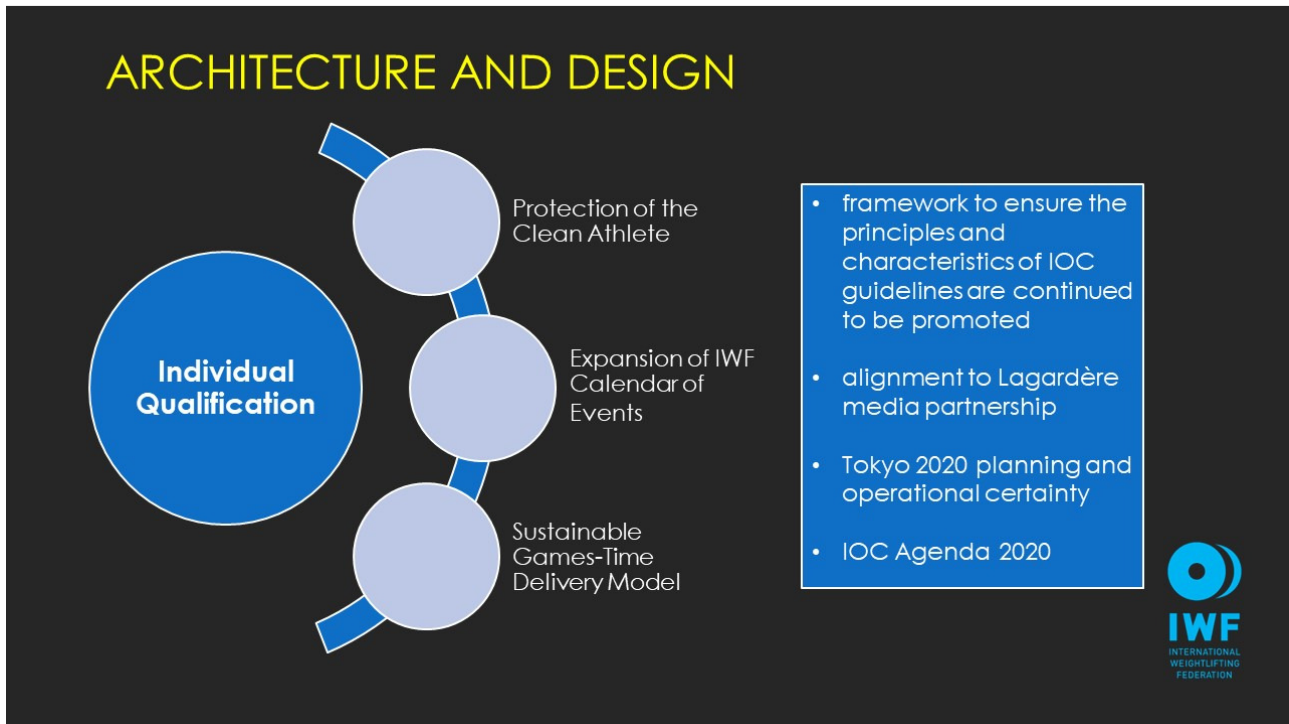 ARCHITECTURE AND DESIGN
Individual
Qualification
Protection of the
Clean Athlete
Expansion of IWF
Calendar of
Events
Sustainable
Games-Time
Delivery Model
• framework to ensure the
principles and
characteristics of IOC
guidelines are continued
to be promoted
• alignment to Lagardère
media partnership
• Tokyo 2020 planning and
operational certainty
• IOC Agenda 2020
IWF
INTERNATIONAL
WEIGHTLIFTING
FEDERATION